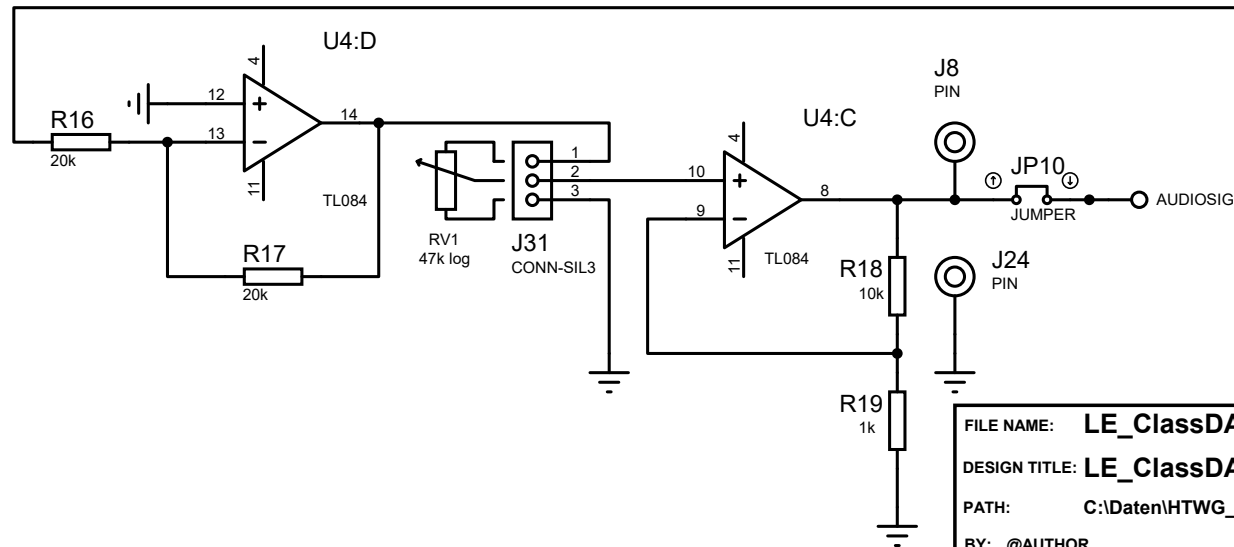 U4:D
4
12
14
R16
13
20k
11
TL084
R17
20k
RV1
47k log
1
2
3
J31
CONN-SIL3
U4:C
4
10
8
9
11
TL084
J8
PIN
JP10
JUMPER
AUDIOSIG
R18
10k
J24
PIN
R19
1k
FILE NAME: LE_ClassDA
DESIGN TITLE: LE_ClassDA
PATH: C:\Daten\HTWG_
BY: @AUTHOR